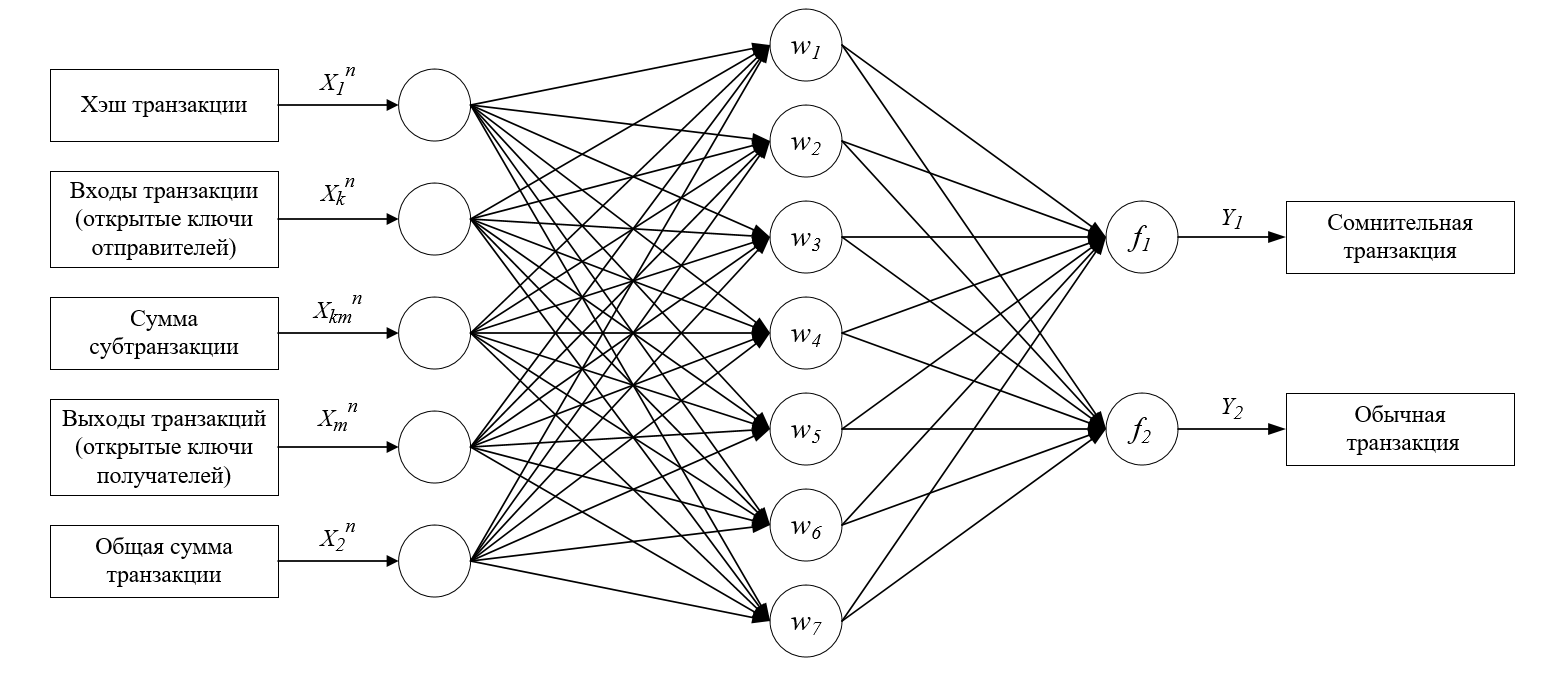 Хэш транзакции
X₁ⁿ
Входы транзакции
(открытые ключи
отправителей)
Xₖⁿ
Сумма
субтранзакции
Xₖₘⁿ
Выходы транзакций
(открытые ключи
получателей)
Xₘⁿ
Общая сумма
транзакции
X₂ⁿ
w₁
w₂
w₃
w₄
w₅
w₆
w₇
f₁
f₂
Y₁
Сомнительная
транзакция
Y₂
Обычная
транзакция